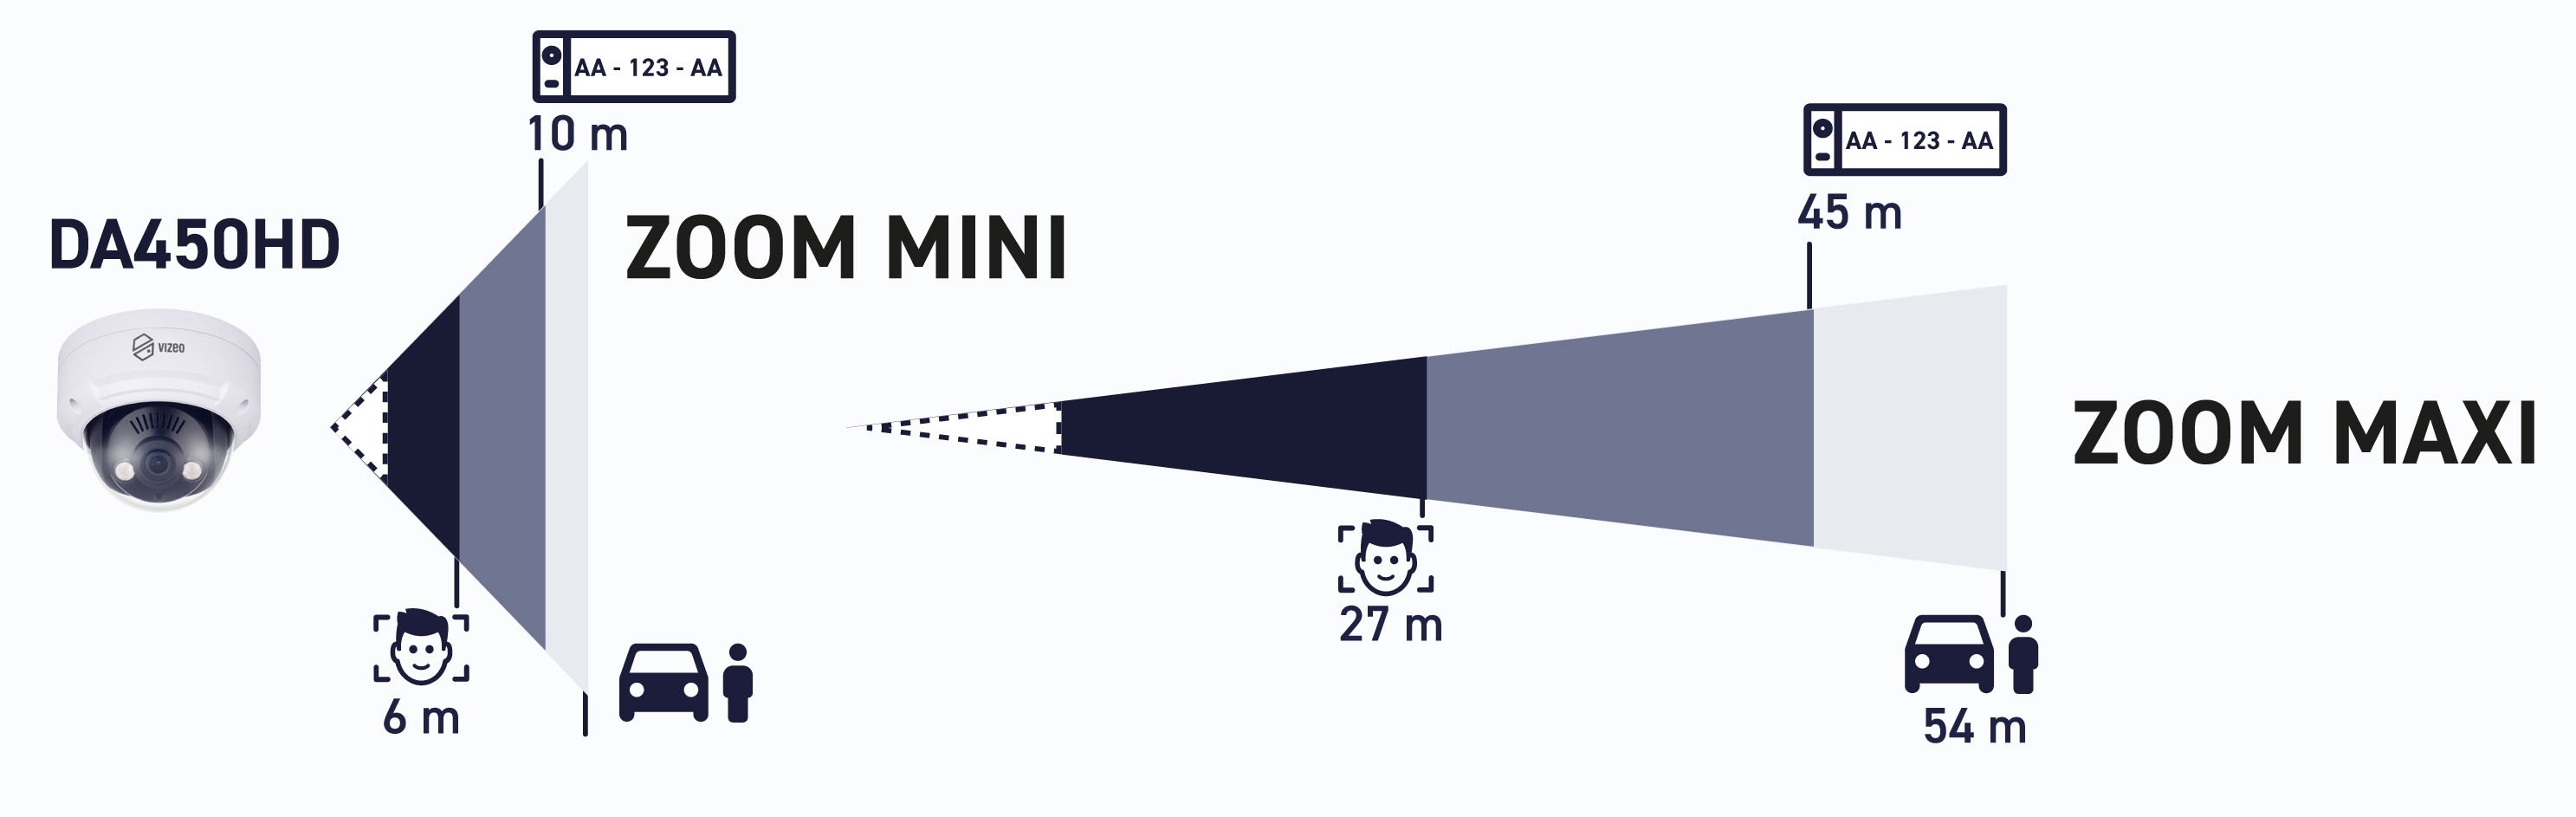 DA450HD
VIZEO
AA - 123 - AA
10 m
ZOOM MINI
6 m
AA - 123 - AA
45 m
27 m
54 m
ZOOM MAXI